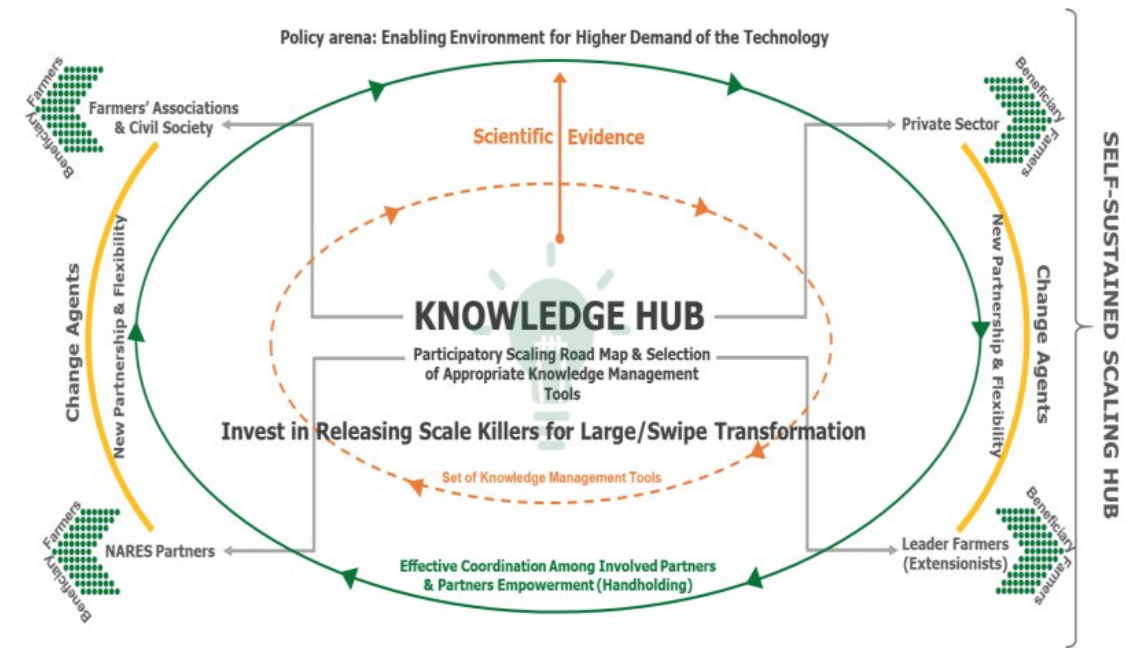 Policy arena: Enabling Environment for Higher Demand of the Technology
Beneficiary Farmers
Farmers' Associations
& Civil Society
Scientific Evidence
Private Sector
Beneficiary Farmers
Change Agents
New Partnership & Flexibility
KNOWLEDGE HUB
Participatory Scaling Road Map & Selection
of Appropriate Knowledge Management
Tools
Invest in Releasing Scale Killers for Large/Swipe Transformation
Set of Knowledge Management Tools
New Partnership & Flexibility
Change Agents
SELF-SUSTAINED SCALING HUB
Beneficiary Farmers
NARES Partners
Effective Coordination Among Involved Partners
& Partners Empowerment (Handholding)
Leader Farmers
(Extensionists)
Beneficiary Farmers